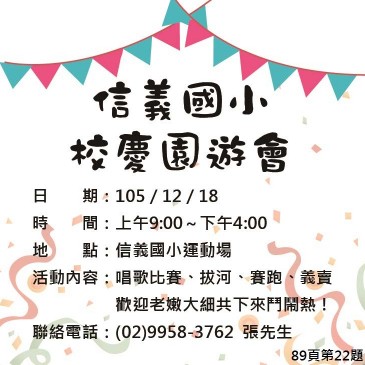 信義國小
校慶園遊會
日　　期：105 / 12 / 18
時　　間：上午9:00～下午4:00
地　　點：信義國小運動場
活動內容：唱歌比賽、拔河、賽跑、義賣
歡迎老嫩大細共下來鬥鬧熱！
聯絡電話：(02)9958-3762 張先生
89頁第22題